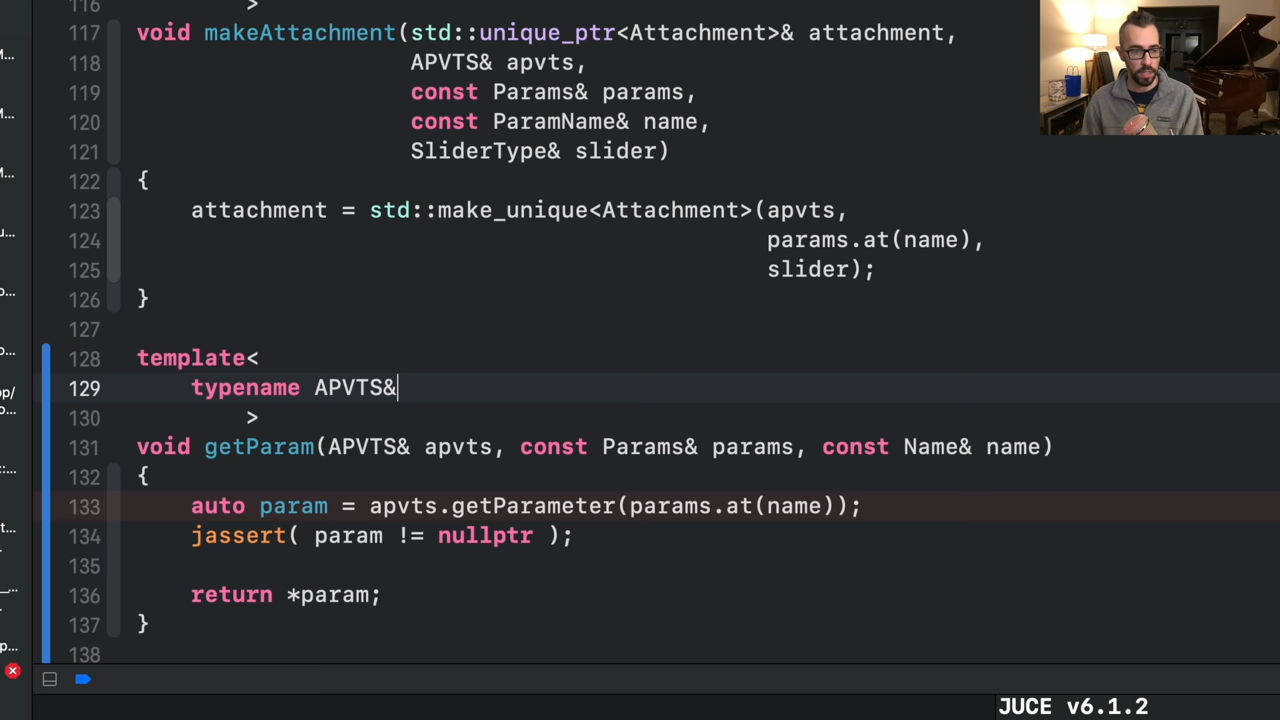 116 >
117 void makeAttachment(std::unique_ptr<Attachment>& attachment,
118 APVTS& apvts,
119 const Params& params,
120 const ParamName& name,
121 SliderType& slider)
122 {
123 attachment = std::make_unique<Attachment>(apvts,
124 params.at(name),
125 slider);
126 }
127
128 template<
129 typename APVTS&
130 >
131 void getParam(APVTS& apvts, const Params& params, const Name& name)
132 {
133 auto param = apvts.getParameter(params.at(name));
134 jassert( param != nullptr );
135
136 return *param;
137 }
138
JUCE v6.1.2